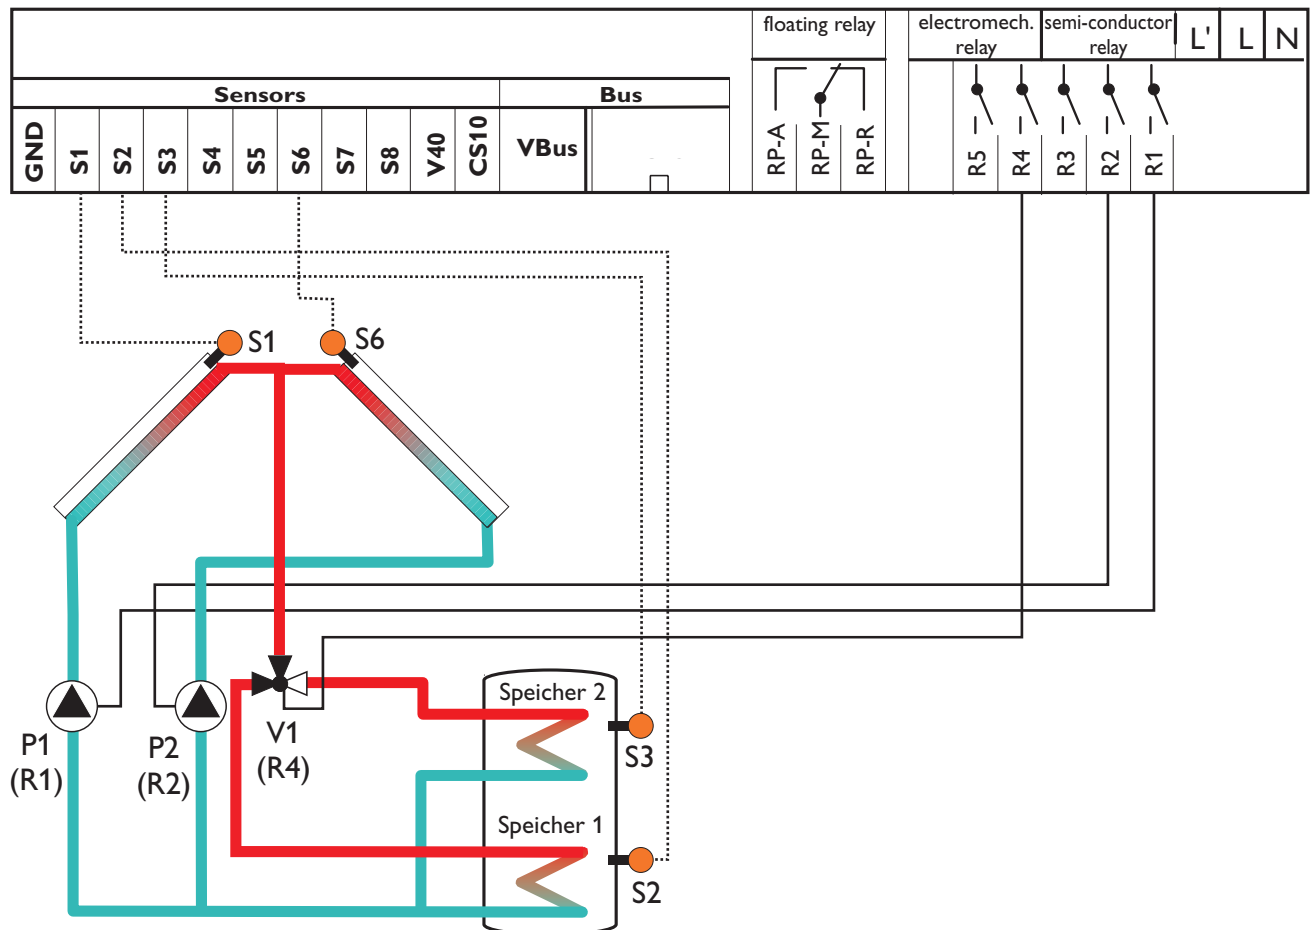 floating relay
electromech.
relay
semi-conductor
relay
L'
L
N
Sensors
Bus
GND
S1
S2
S3
S4
S5
S6
S7
S8
V40
CS10
VBus
RP-A
RP-M
RP-R
R5
R4
R3
R2
R1
S1
S6
Speicher 2
S3
P1
(R1)
P2
(R2)
V1
(R4)
Speicher 1
S2